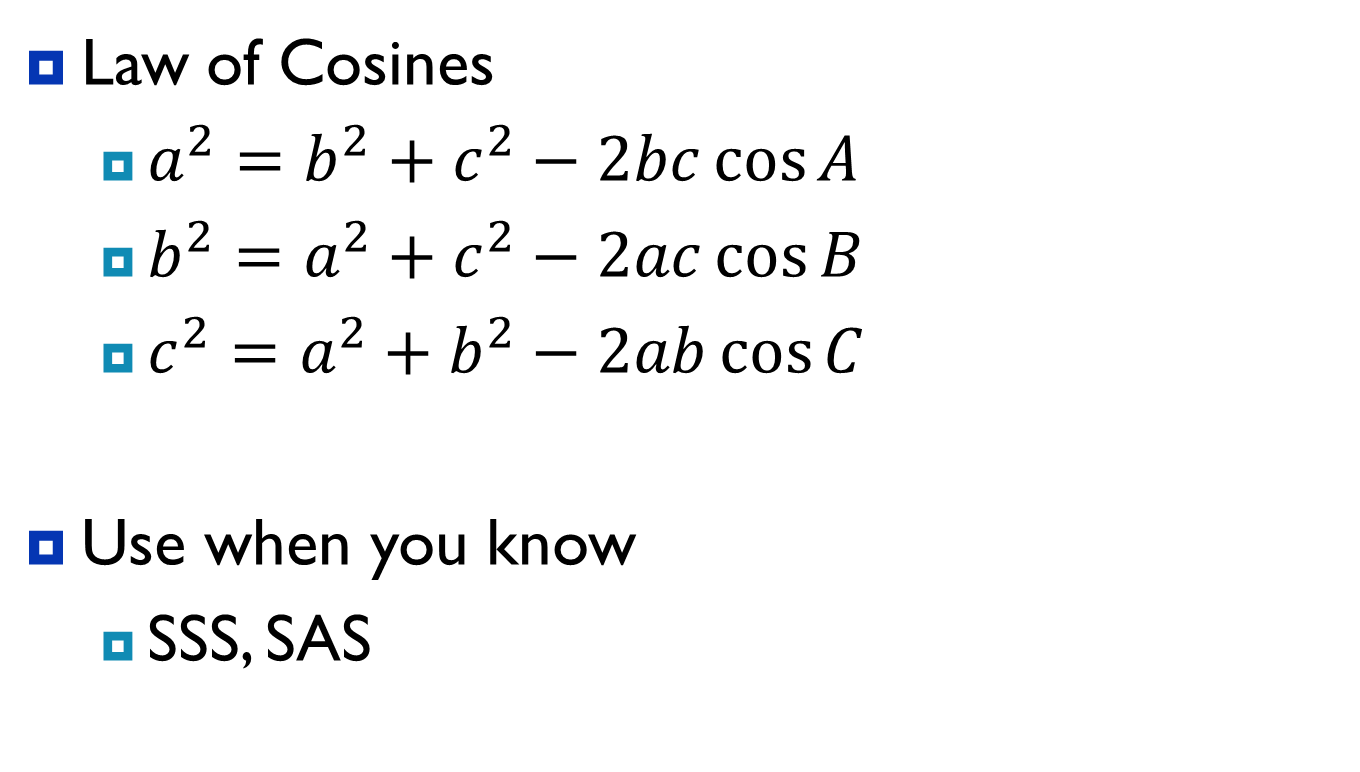 Law of Cosines
a² = b² + c² − 2bc cos A
b² = a² + c² − 2ac cos B
c² = a² + b² − 2ab cos C
Use when you know
SSS, SAS